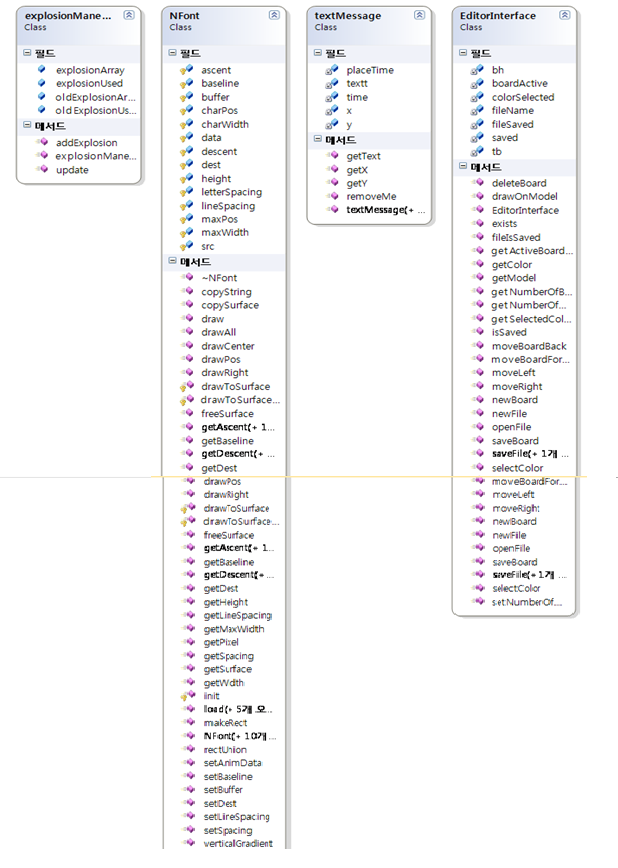 explosionMane...
Class
필드
explosionArray
explosionUsed
oldExplosionAr...
oldExplosionUs...
메서드
addExplosion
explosionMane...
update
NFont
Class
필드
ascent
baseline
buffer
charPos
charWidth
data
descent
dest
height
letterSpacing
lineSpacing
maxPos
maxWidth
src
메서드
~NFont
copyString
copySurface
draw
drawAll
drawCenter
drawPos
drawRight
drawToSurface
drawToSurface...
freeSurface
getAscent(+ 1...
getBaseline
getDescent(+ ...
getDest
drawPos
drawRight
drawToSurface
drawToSurface...
freeSurface
getAscent(+ 1...
getBaseline
getDescent(+ ...
getDest
getHeight
getLineSpacing
getMaxWidth
getPixel
getSpacing
getSurface
getWidth
init
load(+ 5개 오...
makeRect
NFont(+ 10개 ...
rectUnion
setAnimData
setBaseline
setBuffer
setDest
setLineSpacing
setSpacing
verticalGradient
textMessage
Class
필드
placeTime
textt
time
x
y
메서드
getText
getX
getY
removeMe
textMessage(+ ...
EditorInterface
Class
필드
bh
boardActive
colorSelected
fileName
fileSaved
saved
tb
메서드
deleteBoard
drawOnModel
EditorInterface
exists
fileIsSaved
getActiveBoard...
getColor
getModel
getNumberOfB...
getNumberOf...
getSelectedCol...
isSaved
moveBoardBack
moveBoardFor...
moveLeft
moveRight
newBoard
newFile
openFile
saveBoard
saveFile(+ 1개 ...
selectColor
moveBoardFor...
moveLeft
moveRight
newBoard
newFile
openFile
saveBoard
saveFile(+ 1개 ...
selectColor
setNumberOf...